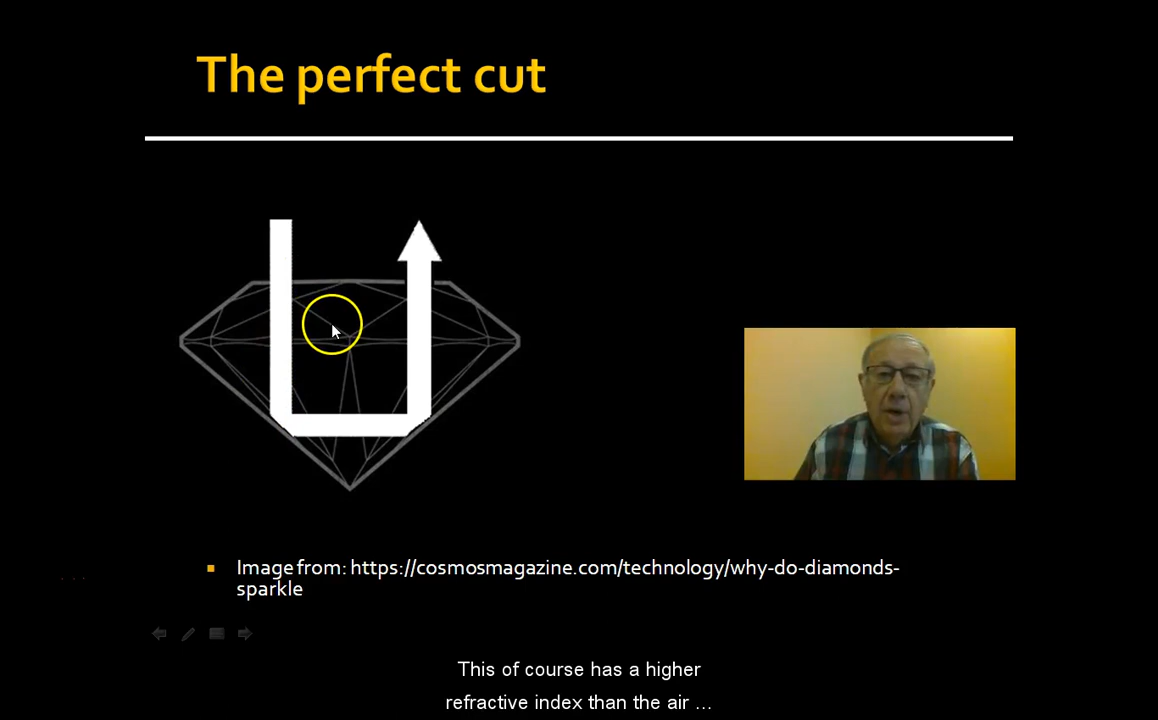 The perfect cut
Image from: https://cosmosmagazine.com/technology/why-do-diamonds-
sparkle
This of course has a higher
refractive index than the air ...